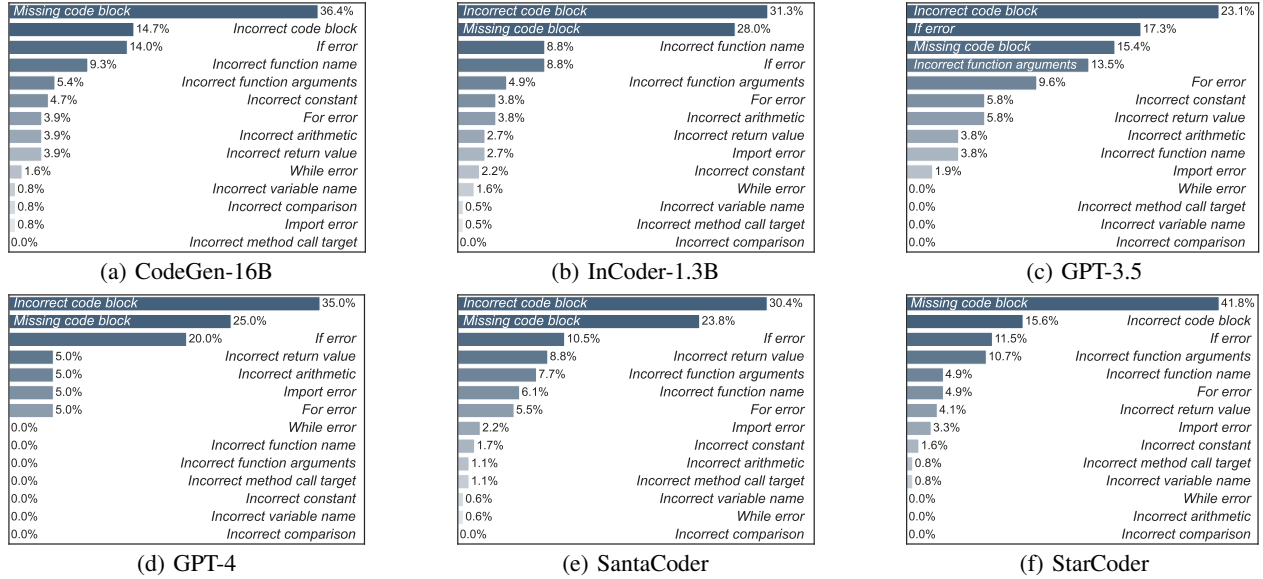 Missing code block 36.4%
14.7% Incorrect code block
14.0% If error
9.3% Incorrect function name
5.4% Incorrect function arguments
4.7% Incorrect constant
3.9% For error
3.9% Incorrect arithmetic
3.9% Incorrect return value
1.6% While error
0.8% Incorrect variable name
0.8% Incorrect comparison
0.8% Import error
0.0% Incorrect method call target
(a) CodeGen-16B
Incorrect code block 31.3%
Missing code block 28.0%
8.8% Incorrect function name
8.8% If error
4.9% Incorrect function arguments
3.8% For error
3.8% Incorrect arithmetic
2.7% Incorrect return value
2.7% Import error
2.2% Incorrect constant
1.6% While error
0.5% Incorrect variable name
0.5% Incorrect method call target
0.0% Incorrect comparison
(b) InCoder-1.3B
Incorrect code block 23.1%
If error 17.3%
Missing code block 15.4%
Incorrect function arguments 13.5%
9.6% For error
5.8% Incorrect constant
5.8% Incorrect return value
3.8% Incorrect arithmetic
3.8% Incorrect function name
1.9% Import error
0.0% While error
0.0% Incorrect method call target
0.0% Incorrect variable name
0.0% Incorrect comparison
(c) GPT-3.5
Incorrect code block 35.0%
Missing code block 25.0%
20.0% If error
5.0% Incorrect return value
5.0% Incorrect arithmetic
5.0% Import error
5.0% For error
0.0% While error
0.0% Incorrect function name
0.0% Incorrect function arguments
0.0% Incorrect method call target
0.0% Incorrect constant
0.0% Incorrect variable name
0.0% Incorrect comparison
(d) GPT-4
Incorrect code block 30.4%
Missing code block 23.8%
10.5% If error
8.8% Incorrect return value
7.7% Incorrect function arguments
6.1% Incorrect function name
5.5% For error
2.2% Import error
1.7% Incorrect constant
1.1% Incorrect arithmetic
1.1% Incorrect method call target
0.6% Incorrect variable name
0.6% While error
0.0% Incorrect comparison
(e) SantaCoder
Missing code block 41.8%
15.6% Incorrect code block
11.5% If error
10.7% Incorrect function arguments
4.9% Incorrect function name
4.9% For error
4.1% Incorrect return value
3.3% Import error
1.6% Incorrect constant
0.8% Incorrect method call target
0.8% Incorrect variable name
0.0% While error
0.0% Incorrect arithmetic
0.0% Incorrect comparison
(f) StarCoder